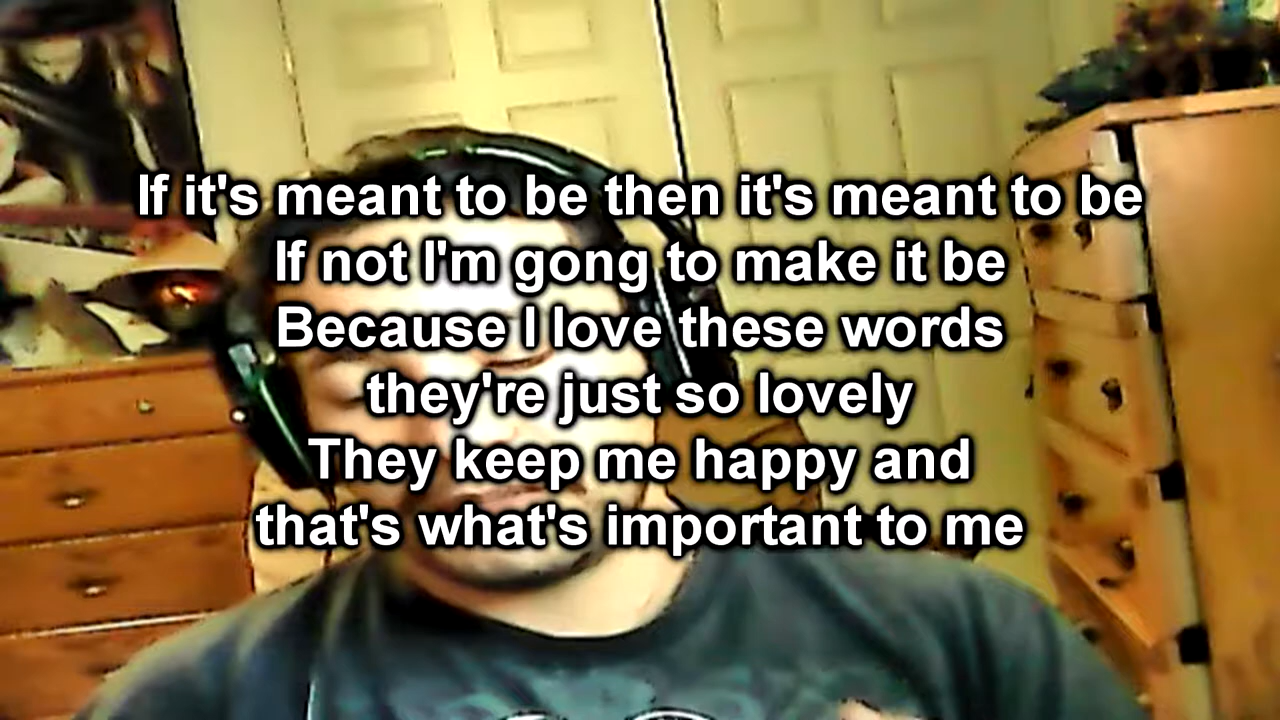 If it's meant to be then it's meant to be
If not I'm gong to make it be
Because I love these words
they're just so lovely
They keep me happy and
that's what's important to me